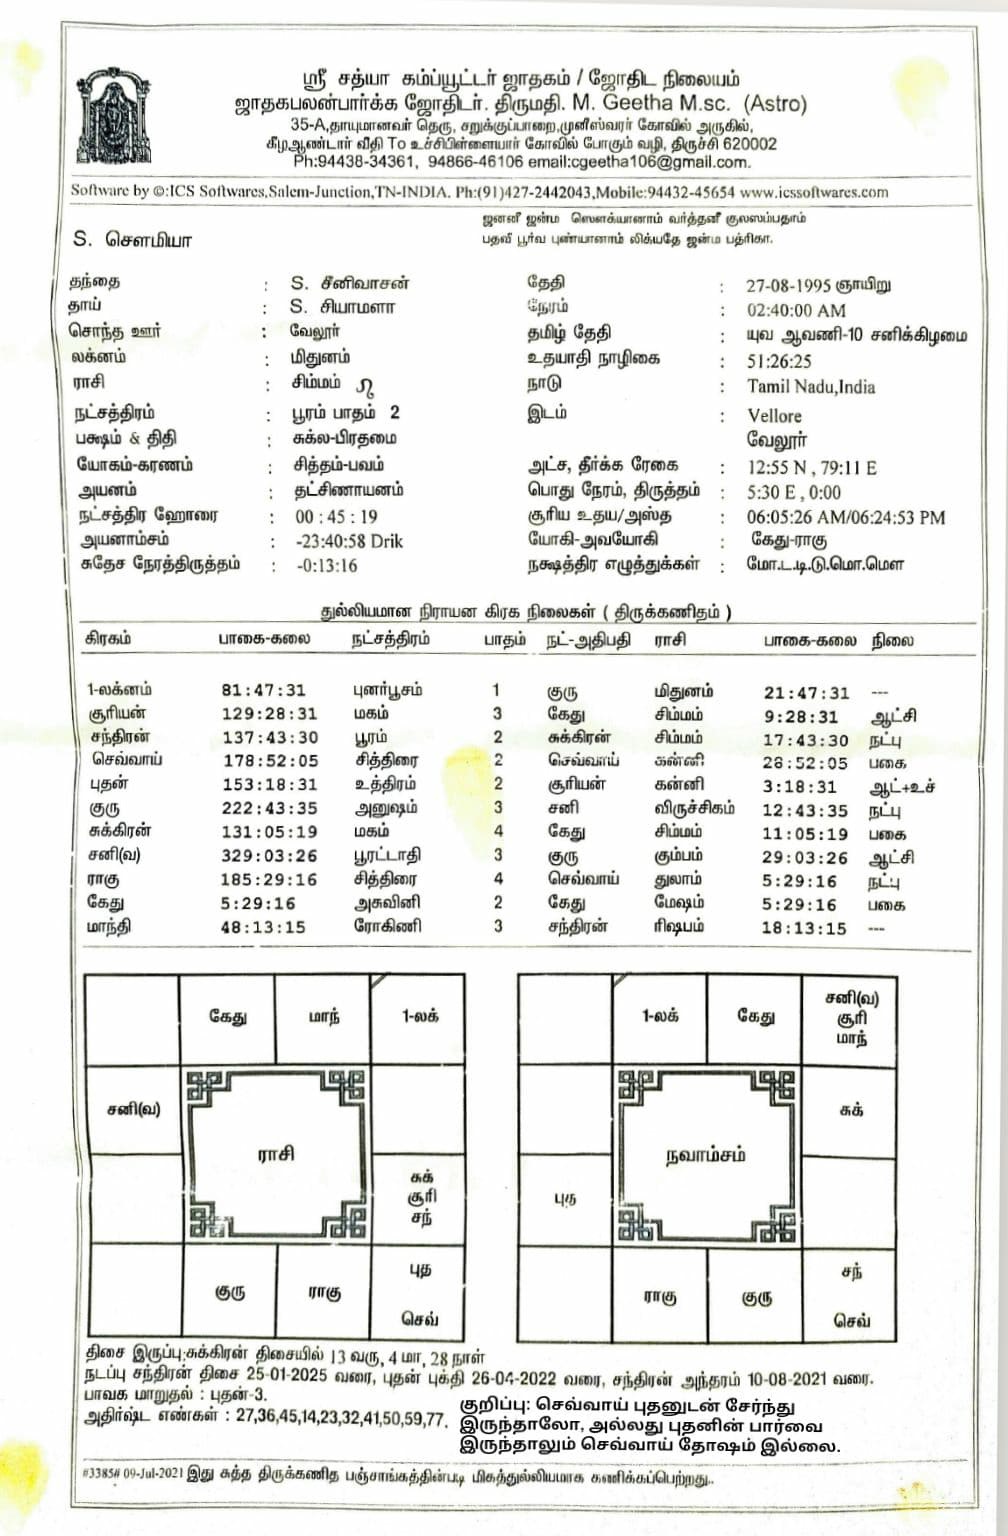 ஸ்ரீ சத்யா கம்ப்யூட்டர் ஜாதகம் / ஜோதிட நிலையம்
ஜாதகபலன்பார்க்க ஜோதிடர். திருமதி. M. Geetha M.sc. (Astro)
35-A,தாயுமானவர் தெரு, சறுக்குப்பாறை,முனீஸ்வரர் கோவில் அருகில்,
கீழஆண்டார் வீதி To உச்சிபிள்ளையார் கோவில் போகும் வழி, திருச்சி 620002
Ph:94438-34361, 94866-46106 email:cgeetha106@gmail.com.
Software by ©:ICS Softwares,Salem-Junction,TN-INDIA. Ph:(91)427-2442043,Mobile:94432-45654 www.icssoftwares.com
ஜனனீ ஜன்ம ஸௌக்யானாம் வர்த்தனீ குலஸம்பதாம்
பதவீ பூர்வ புண்யானாம் லிக்யதே ஜன்ம பத்ரிகா.
S. சௌமியா
தந்தை : S. சீனிவாசன் தேதி : 27-08-1995 ஞாயிறு
தாய் : S. சியாமளா நேரம் : 02:40:00 AM
சொந்த ஊர் : வேலூர் தமிழ் தேதி : யுவ ஆவணி-10 சனிக்கிழமை
லக்னம் : மிதுனம் உதயாதி நாழிகை : 51:26:25
ராசி : சிம்மம் ♌ நாடு : Tamil Nadu,India
நட்சத்திரம் : பூரம் பாதம் 2 இடம் : Vellore
பக்ஷம் & திதி : சுக்ல-பிரதமை வேலூர்
யோகம்-கரணம் : சித்தம்-பவம் அட்ச, தீர்க்க ரேகை : 12:55 N , 79:11 E
அயனம் : தட்சிணாயனம் பொது நேரம், திருத்தம் : 5:30 E , 0:00
நட்சத்திர ஹோரை : 00 : 45 : 19 சூரிய உதய/அஸ்த : 06:05:26 AM/06:24:53 PM
அயனாம்சம் : -23:40:58 Drik யோகி-அவயோகி : கேது-ராகு
சுதேச நேரத்திருத்தம் : -0:13:16 நக்ஷத்திர எழுத்துக்கள் : மோ.ட.டி.டு.மொ.மௌ
துல்லியமான நிராயன கிரக நிலைகள் ( திருக்கணிதம் )
கிரகம் பாகை-கலை நட்சத்திரம் பாதம் நட்-அதிபதி ராசி பாகை-கலை நிலை
1-லக்னம் 81:47:31 புனர்பூசம் 1 குரு மிதுனம் 21:47:31 ---
சூரியன் 129:28:31 மகம் 3 கேது சிம்மம் 9:28:31 ஆட்சி
சந்திரன் 137:43:30 பூரம் 2 சுக்கிரன் சிம்மம் 17:43:30 நட்பு
செவ்வாய் 178:52:05 சித்திரை 2 செவ்வாய் கன்னி 28:52:05 பகை
புதன் 153:18:31 உத்திரம் 2 சூரியன் கன்னி 3:18:31 ஆட்+உச்
குரு 222:43:35 அனுஷம் 3 சனி விருச்சிகம் 12:43:35 நட்பு
சுக்கிரன் 131:05:19 மகம் 4 கேது சிம்மம் 11:05:19 பகை
சனி(வ) 329:03:26 பூரட்டாதி 3 குரு கும்பம் 29:03:26 ஆட்சி
ராகு 185:29:16 சித்திரை 4 செவ்வாய் துலாம் 5:29:16 நட்பு
கேது 5:29:16 அசுவினி 2 கேது மேஷம் 5:29:16 பகை
மாந்தி 48:13:15 ரோகிணி 3 சந்திரன் ரிஷபம் 18:13:15 ---
கேது மாந் 1-லக்
சனி(வ)
ராசி
சுக்
சூரி
சந்
குரு ராகு புத
செவ்
1-லக் கேது சனி(வ)
சூரி
மாந்
சுக்
நவாம்சம்
புத
ராகு குரு சந்
செவ்
திசை இருப்பு:சுக்கிரன் திசையில் 13 வரு, 4 மா, 28 நாள்
நடப்பு சந்திரன் திசை 25-01-2025 வரை, புதன் புக்தி 26-04-2022 வரை, சந்திரன் அந்தரம் 10-08-2021 வரை.
பாவக மாறுதல் : புதன்-3.
அதிர்ஷ்ட எண்கள் : 27,36,45,14,23,32,41,50,59,77.
குறிப்பு: செவ்வாய் புதனுடன் சேர்ந்து
இருந்தாலோ, அல்லது புதனின் பார்வை
இருந்தாலும் செவ்வாய் தோஷம் இல்லை.
#3385# 09-Jul-2021 இது சுத்த திருக்கணித பஞ்சாங்கத்தின்படி மிகத்துல்லியமாக கணிக்கப்பெற்றது..